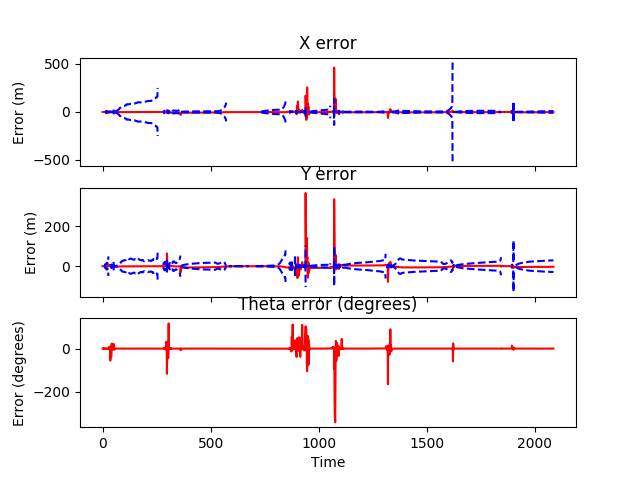 X error
Error (m)
500
0
−500
Y error
Error (m)
200
0
Theta error (degrees)
Error (degrees)
0
−200
0 500 1000 1500 2000
Time